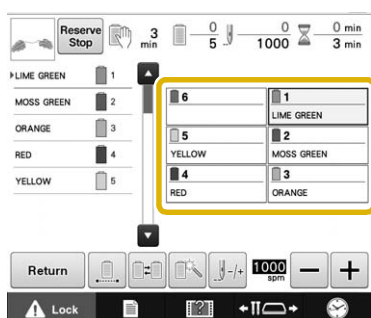 Reserve Stop
3 min
0
5
0
1000
0 min
3 min
LIME GREEN 1
MOSS GREEN 2
ORANGE 3
RED 4
YELLOW 5
6
1
LIME GREEN
5
YELLOW
2
MOSS GREEN
4
RED
3
ORANGE
Return
-/+
1000 spm
− +
Lock
?